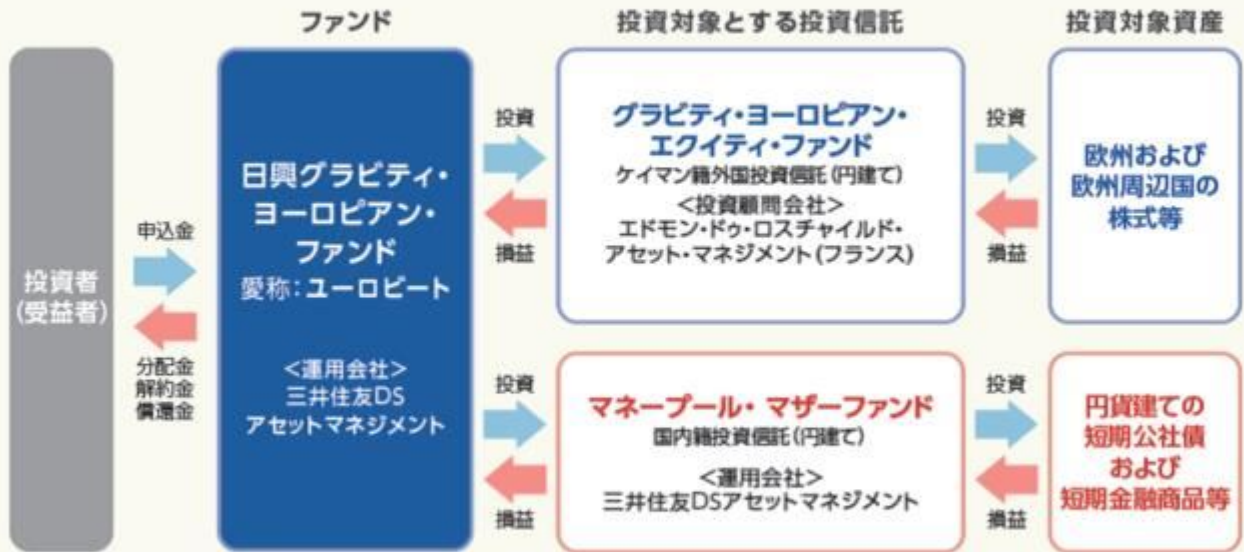 ファンド
投資対象とする投資信託
投資対象資産
投資者
(受益者)
申込金
分配金
解約金
償還金
日興グラビティ・
ヨーロピアン・
ファンド
愛称:ユーロビート
<運用会社>
三井住友DS
アセットマネジメント
投資
損益
グラビティ・ヨーロピアン・
エクイティ・ファンド
ケイマン籍外国投資信託(円建て)
<投資顧問会社>
エドモン・ドゥ・ロスチャイルド・
アセット・マネジメント(フランス)
投資
損益
欧州および
欧州周辺国の
株式等
投資
損益
マネープール・マザーファンド
国内籍投資信託(円建て)
<運用会社>
三井住友DSアセットマネジメント
投資
損益
円貨建ての
短期公社債
および
短期金融商品等